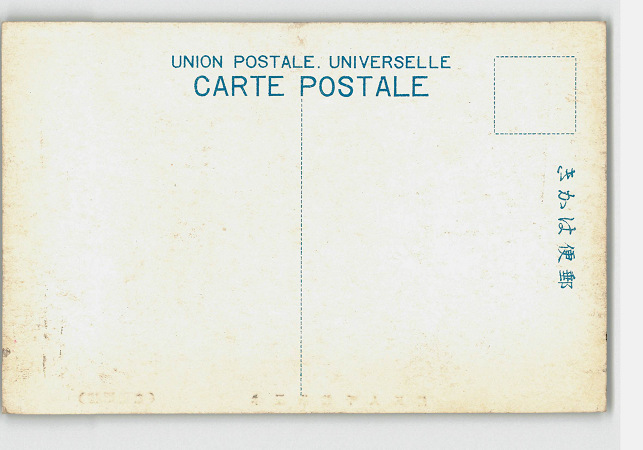 UNION POSTALE. UNIVERSELLE
CARTE POSTALE
きかは便郵